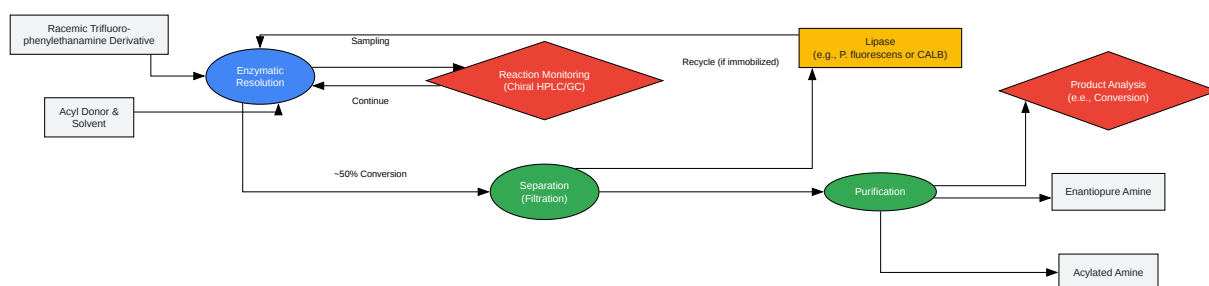 Racemic Trifluoro-
phenylethanamine Derivative
Sampling
Lipase
(e.g., P. fluorescens or CALB)
Enzymatic
Resolution
Reaction Monitoring
(Chiral HPLC/GC)
Recycle (if immobilized)
Product Analysis
(e.e., Conversion)
Continue
Acyl Donor &
Solvent
~50% Conversion
Separation
(Filtration)
Purification
Enantiopure Amine
Acylated Amine